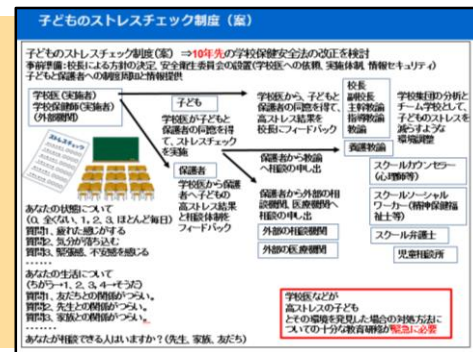 子どものストレスチェック制度（案）
子どものストレスチェック制度(案) ⇒10年先の学校保健安全法の改正を検討
事前準備：校長による方針の決定、安全衛生委員会の設置(学校医への依頼、実施体制、情報セキュリティ)
子どもと保護者への制度周知と情報提供
学校医(実施者)
学校保健師(実施者)
(外部機関)
ストレスチェック
子ども
学校医が子どもと
保護者の同意を得
て、ストレスチェック
を実施
保護者
学校医から保護
者へ子どもの
高ストレス結果
と相談体制を
フィードバック
学校医から、子どもと
保護者の同意を得て、
高ストレス結果を
校長にフィードバック
保護者から教諭
へ相談の申し出
保護者から外部の相
談機関、医療機関へ
相談の申し出
外部の相談機関
外部の医療機関
校長
副校長
主幹教諭
指導教諭
教諭
養護教諭
学校集団の分析と
チーム学校として、
子どものストレスを
減らすような
環境調整
スクールカウンセラー
(心理師等)
スクールソーシャル
ワーカー(精神保健福
祉士等)
スクール弁護士
児童相談所
あなたの状態について
(0、全くない、1、2、3、ほとんど毎日)
質問1、疲れた感じがする
質問2、気分が落ち込む
質問3、緊張感、不安感を感じる
……
あなたの生活について
(ちがう→1、2、3、4→そうだ)
質問1、友だちとの関係がつらい。
質問2、先生との関係がつらい。
質問3、家族との関係がつらい。
……
あなたが相談できる人はいますか？(先生、家族、友だち)
学校医などが
高ストレスの子ども
とその環境を発見した場合の対処方法に
ついての十分な教育研修が緊急に必要